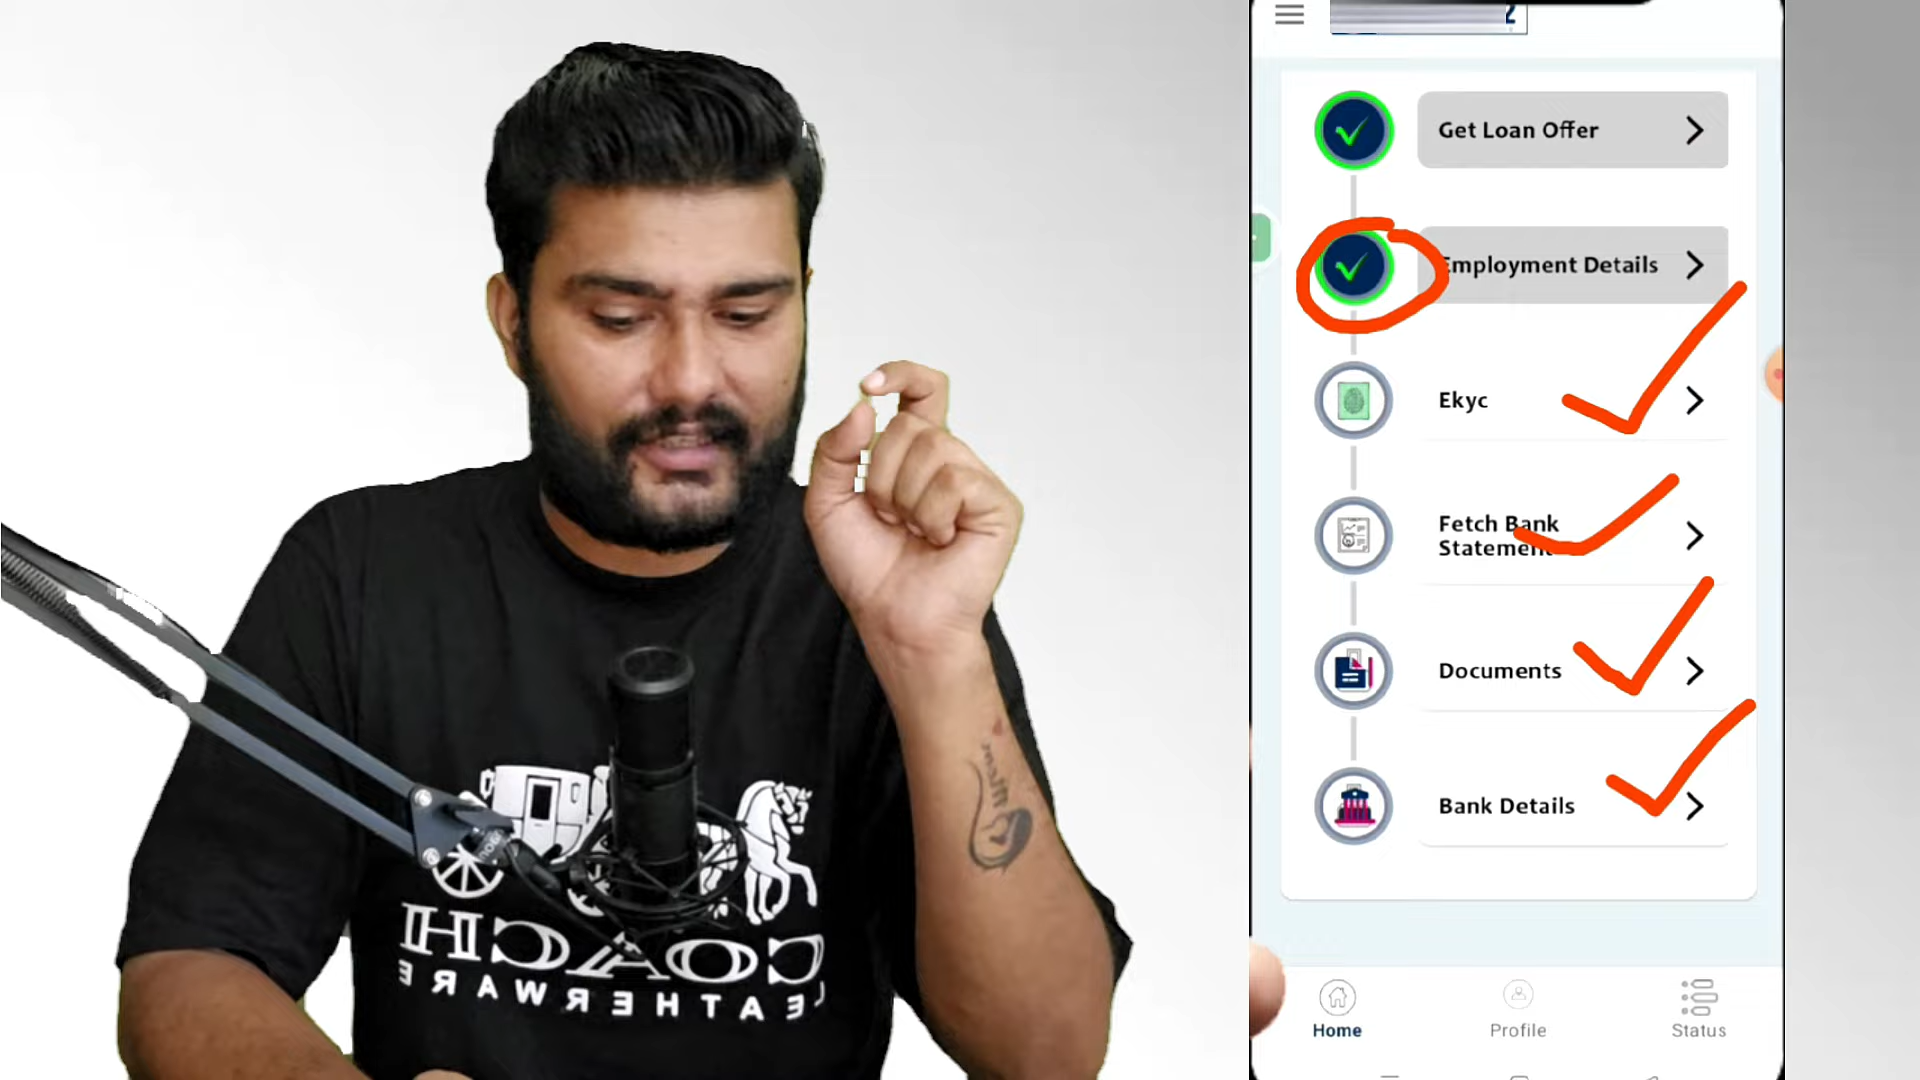 Get Loan Offer
Employment Details
Ekyc
Fetch Bank
Statement
Documents
Bank Details
Home
Profile
Status
COACH
LEATHERWARE